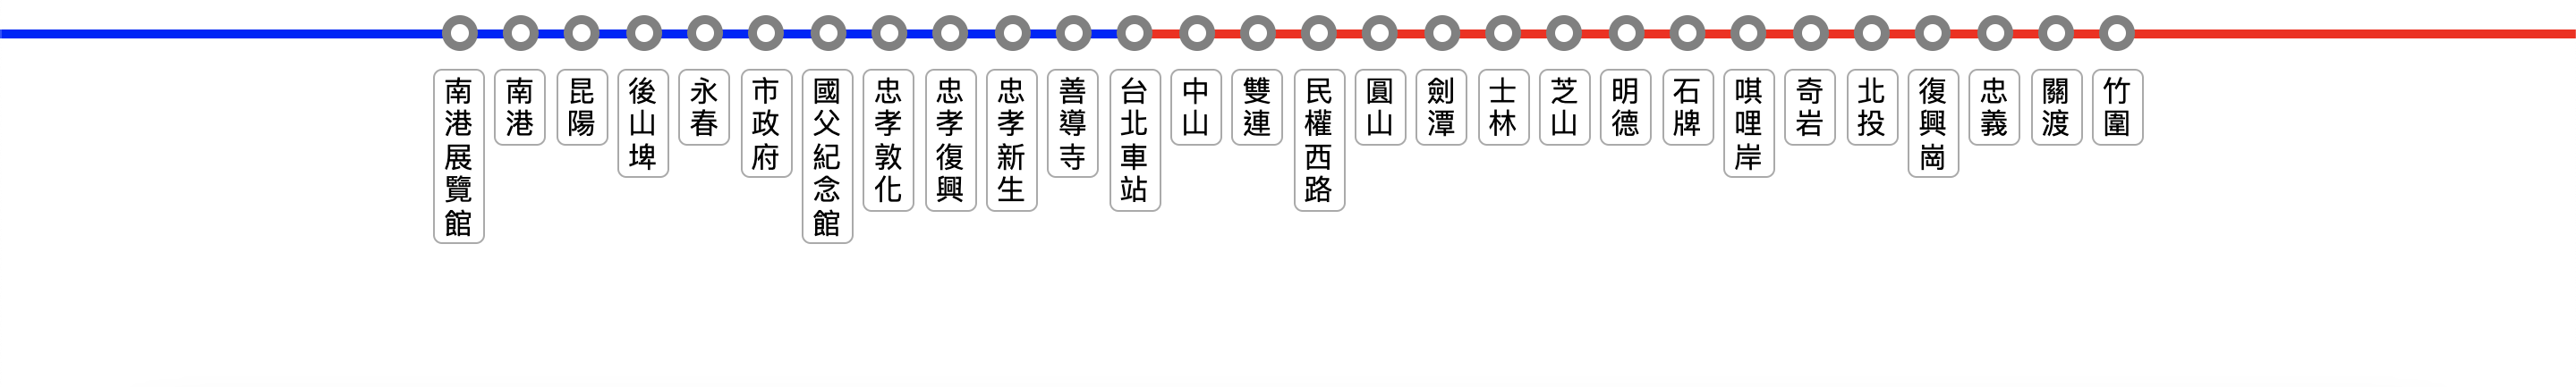 南港展覽館
南港
昆陽
後山埤
永春
市政府
國父紀念館
忠孝敦化
忠孝復興
忠孝新生
善導寺
台北車站
中山
雙連
民權西路
圓山
劍潭
士林
芝山
明德
石牌
唭哩岸
奇岩
北投
復興崗
忠義
關渡
竹圍